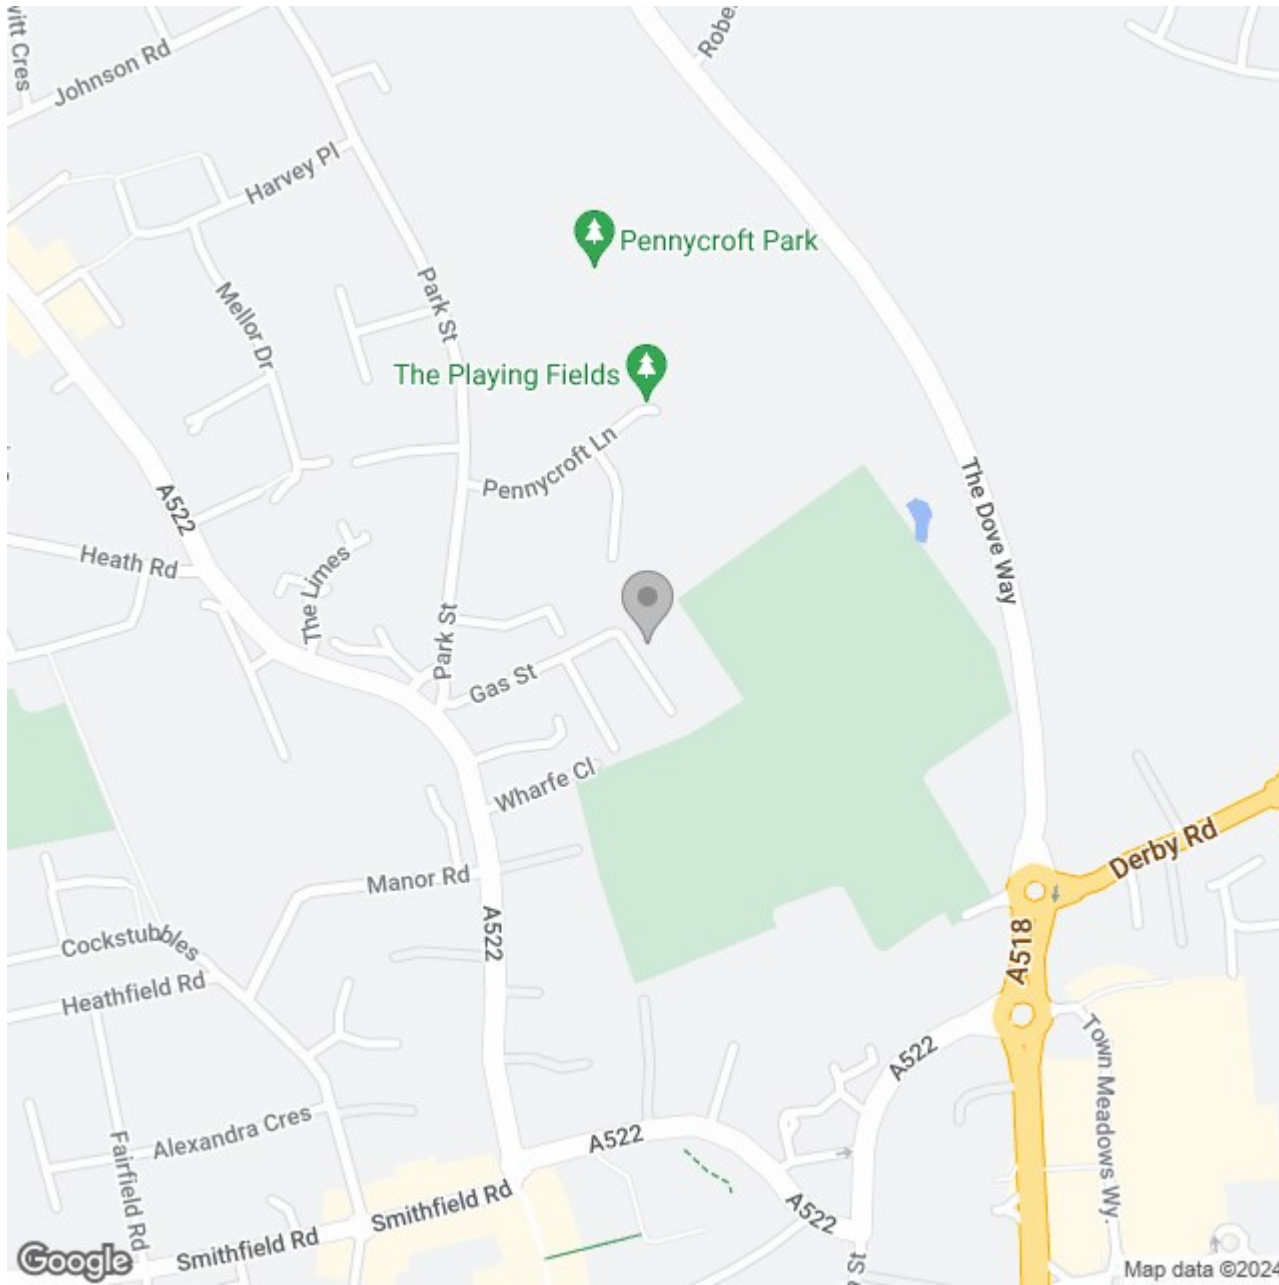 witt Cres
Johnson Rd
Robe
Harvey Pl
Pennycroft Park
Park St
Mellor Dr
The Playing Fields
Pennycroft Ln
A522
The Dove Way
Heath Rd
The Limes
Park St
Gas St
Wharfe Cl
Derby Rd
Manor Rd
A522
A518
Cockstubbles
Heathfield Rd
Town Meadows Wy.
A522
Alexandra Cres
A522
Fairfield Rd
Smithfield Rd
A522
Smithfield Rd
St
Google
Map data ©2024